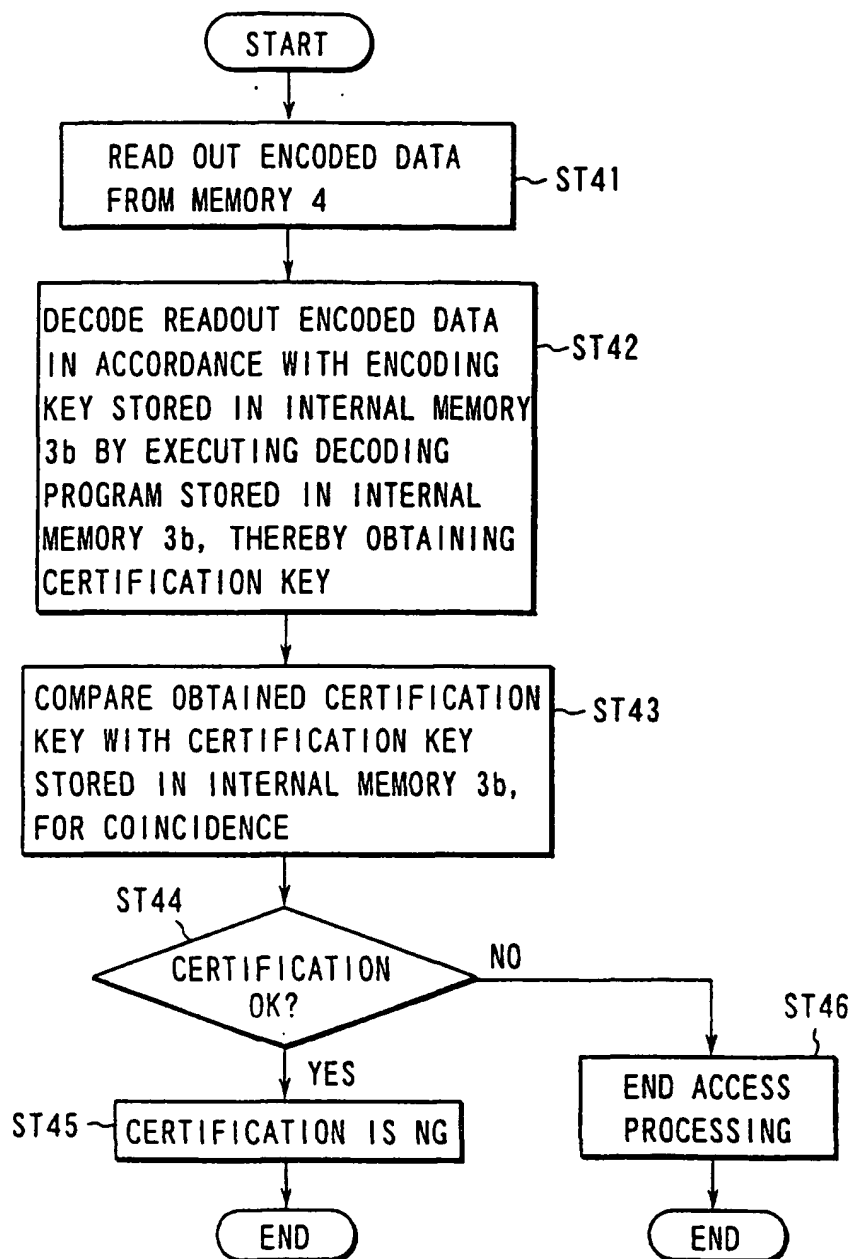 START
READ OUT ENCODED DATA
FROM MEMORY 4
ST41
DECODE READOUT ENCODED DATA
IN ACCORDANCE WITH ENCODING
KEY STORED IN INTERNAL MEMORY
3b BY EXECUTING DECODING
PROGRAM STORED IN INTERNAL
MEMORY 3b, THEREBY OBTAINING
CERTIFICATION KEY
ST42
COMPARE OBTAINED CERTIFICATION
KEY WITH CERTIFICATION KEY
STORED IN INTERNAL MEMORY 3b,
FOR COINCIDENCE
ST43
ST44
CERTIFICATION
OK?
NO
YES
ST45
CERTIFICATION IS NG
END
ST46
END ACCESS
PROCESSING
END